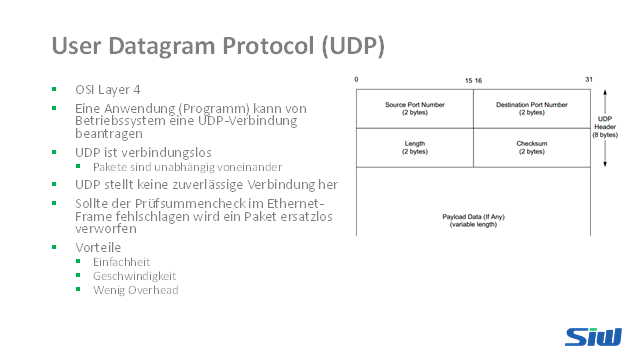 User Datagram Protocol (UDP)
OSI Layer 4
Eine Anwendung (Programm) kann von
Betriebssystem eine UDP-Verbindung
beantragen
UDP ist verbindungslos
Pakete sind unabhängig voneinander
UDP stellt keine zuverlässige Verbindung her
Sollte der Prüfsummencheck im Ethernet-
Frame fehlschlagen wird ein Paket ersatzlos
verworfen
Vorteile
Einfachheit
Geschwindigkeit
Wenig Overhead
0 15 16 31
Source Port Number
(2 bytes)
Destination Port Number
(2 bytes)
Length
(2 bytes)
Checksum
(2 bytes)
UDP
Header
(8 bytes)
Payload Data (If Any)
(variable length)
SiW